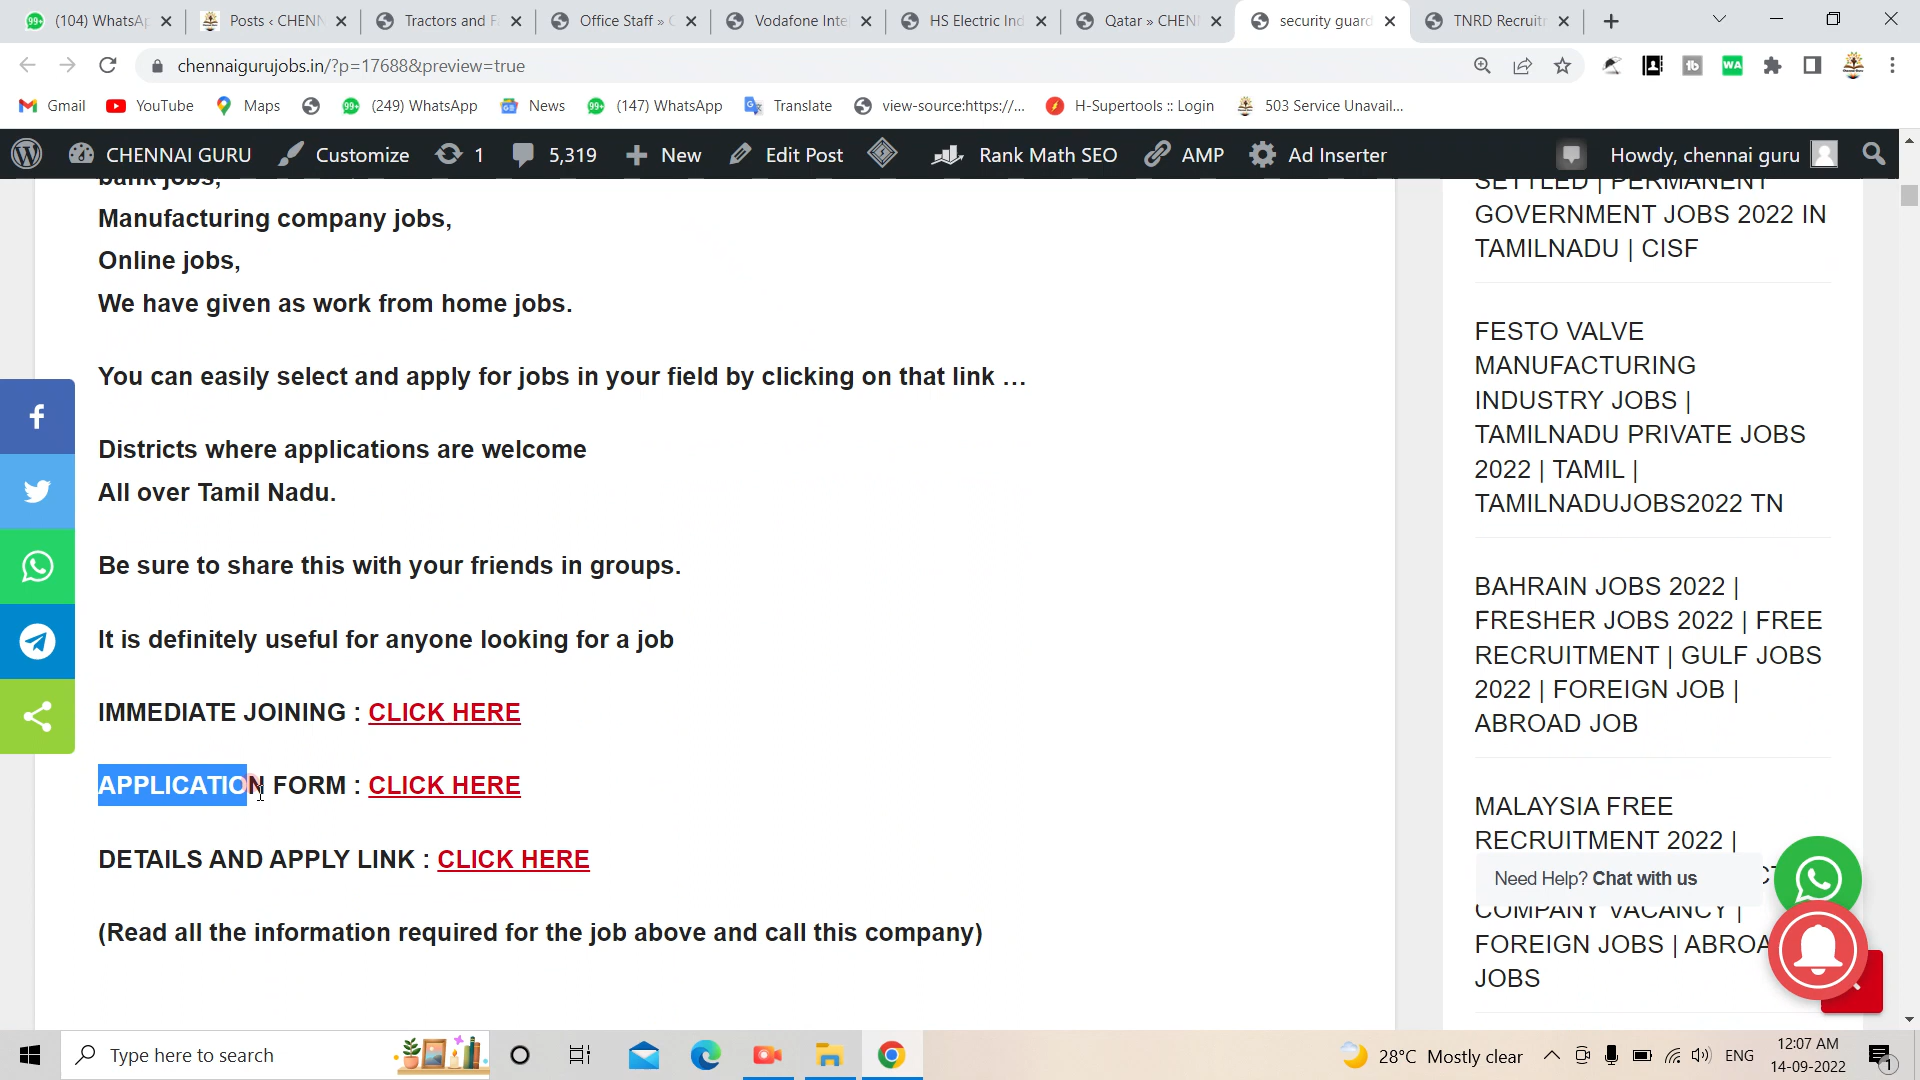 (104) WhatsAp
Posts ‹ CHENN
Tractors and F
Office Staff » C
Vodafone Inte
HS Electric Ind
Qatar » CHEN
security guard
TNRD Recruit
chennaigurujobs.in/?p=17688&preview=true
Gmail
YouTube
Maps
(249) WhatsApp
News
(147) WhatsApp
Translate
view-source:https://...
H-Supertools :: Login
503 Service Unavail...
CHENNAI GURU
Customize
1
5,319
New
Edit Post
Rank Math SEO
AMP
Ad Inserter
Howdy, chennai guru
bank jobs,
Manufacturing company jobs,
Online jobs,
We have given as work from home jobs.
You can easily select and apply for jobs in your field by clicking on that link …
Districts where applications are welcome
All over Tamil Nadu.
Be sure to share this with your friends in groups.
It is definitely useful for anyone looking for a job
IMMEDIATE JOINING : CLICK HERE
APPLICATION FORM : CLICK HERE
DETAILS AND APPLY LINK : CLICK HERE
(Read all the information required for the job above and call this company)
SETTLED | PERMANENT
GOVERNMENT JOBS 2022 IN
TAMILNADU | CISF
FESTO VALVE
MANUFACTURING
INDUSTRY JOBS |
TAMILNADU PRIVATE JOBS
2022 | TAMIL |
TAMILNADUJOBS2022 TN
BAHRAIN JOBS 2022 |
FRESHER JOBS 2022 | FREE
RECRUITMENT | GULF JOBS
2022 | FOREIGN JOB |
ABROAD JOB
MALAYSIA FREE
RECRUITMENT 2022 |
Need Help? Chat with us
COMPANY VACANCY |
FOREIGN JOBS | ABROA
JOBS
Type here to search
28°C Mostly clear
ENG
12:07 AM
14-09-2022
1